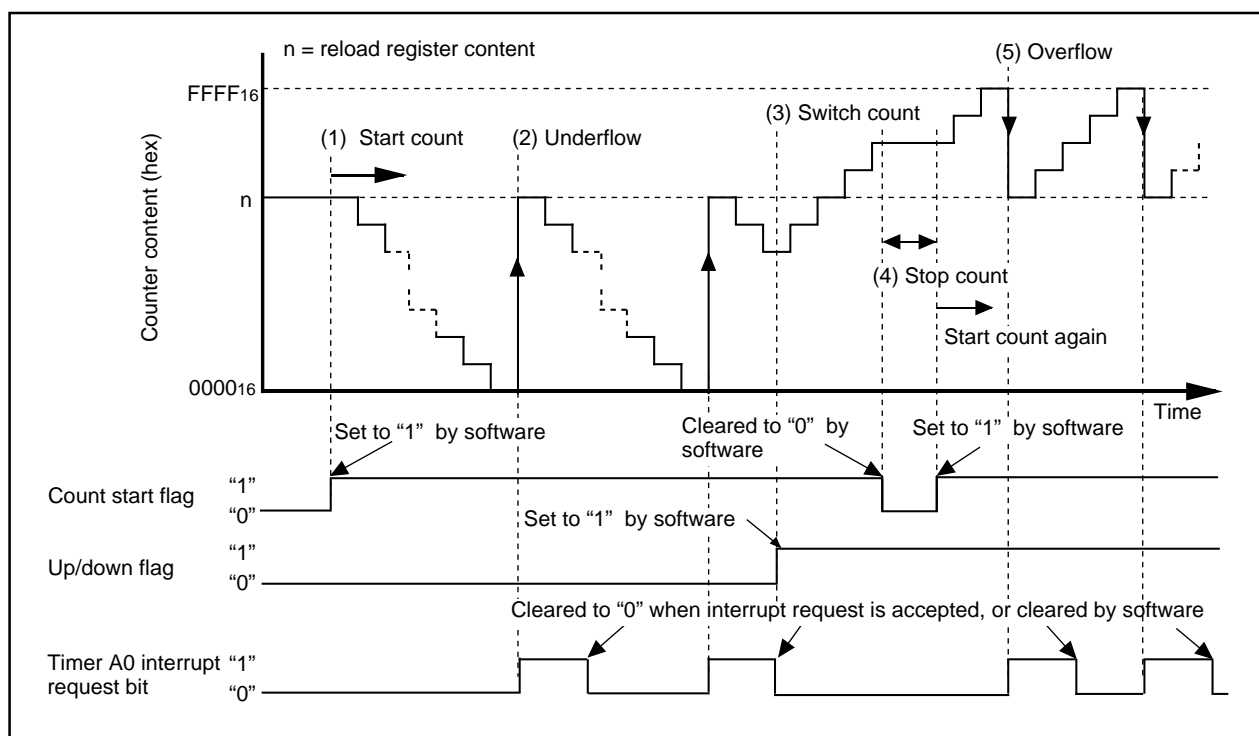 n = reload register content
(5) Overflow
FFFF16
(3) Switch count
(1) Start count
(2) Underflow
Counter content (hex)
n
(4) Stop count
Start count again
000016
Time
Set to “1” by software
Cleared to “0” by
software
Set to “1” by software
Count start flag
“1”
“0”
Set to “1” by software
Up/down flag
“1”
“0”
Cleared to “0” when interrupt request is accepted, or cleared by software
Timer A0 interrupt
request bit
“1”
“0”